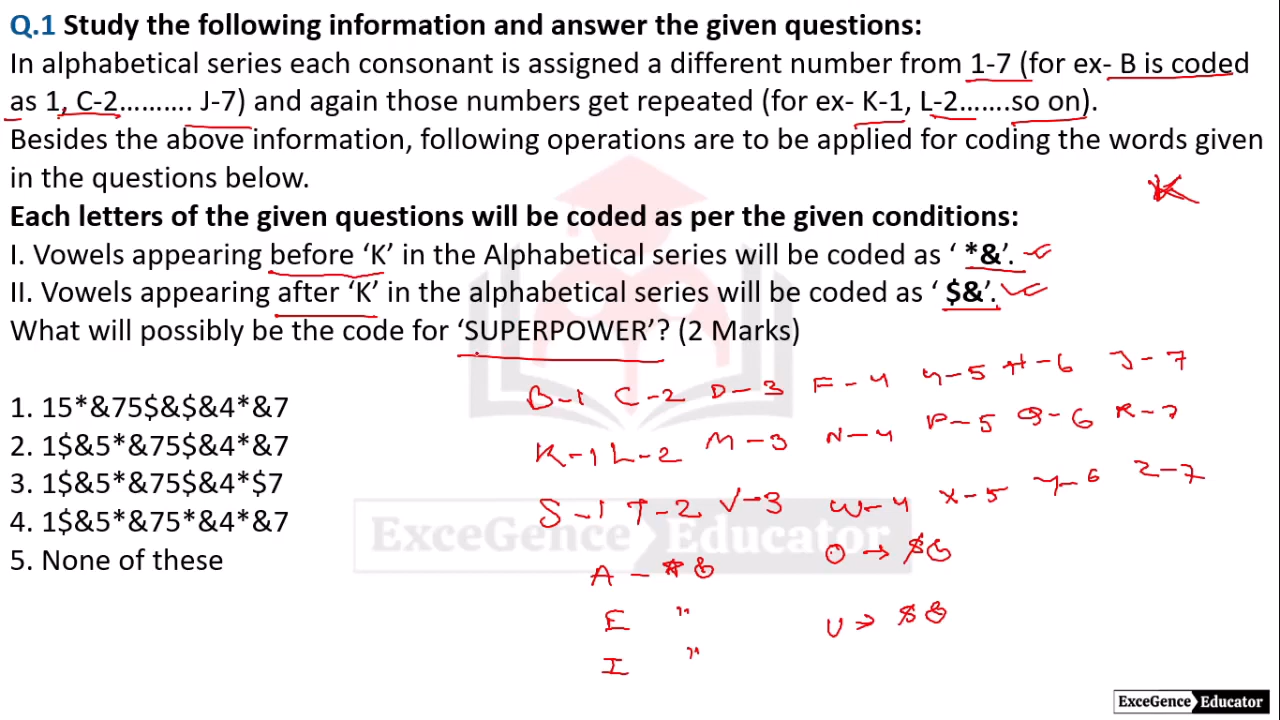 Q.1 Study the following information and answer the given questions:
In alphabetical series each consonant is assigned a different number from 1-7 (for ex- B is coded
as 1, C-2.......... J-7) and again those numbers get repeated (for ex- K-1, L-2.......so on).
Besides the above information, following operations are to be applied for coding the words given
in the questions below.
K
Each letters of the given questions will be coded as per the given conditions:
I. Vowels appearing before ‘K’ in the Alphabetical series will be coded as ‘ *&’.
II. Vowels appearing after ‘K’ in the alphabetical series will be coded as ‘ $&’.
What will possibly be the code for ‘SUPERPOWER’? (2 Marks)
B-1 C-2 D-3 F-4 G-5 H-6 J-7
1. 15*&75$&$&4*&7
K-1 L-2 M-3 N-4 P-5 Q-6 R-7
2. 1$&5*&75$&4*&7
3. 1$&5*&75$&4*$7
S-1 T-2 V-3 W-4 X-5 Y-6 Z-7
4. 1$&5*&75*&4*&7
ExceGence Educator
5. None of these
A - *& O → $&
E " U → $&
I "
ExceGence Educator